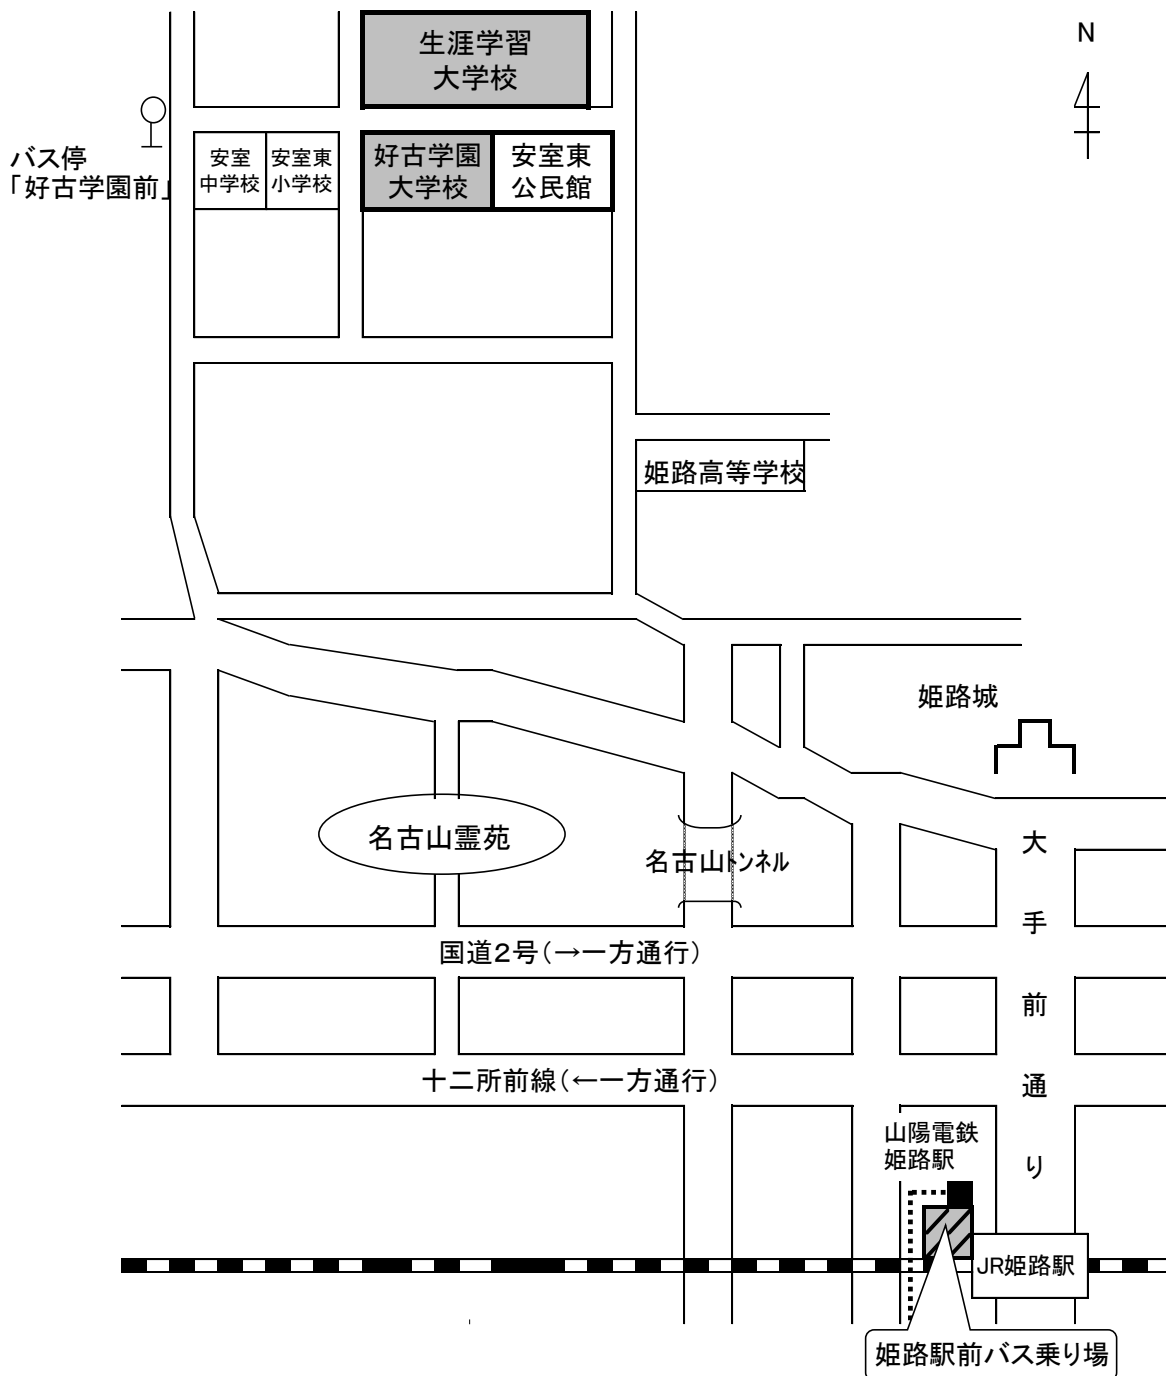 生涯学習
大学校
N
バス停
「好古学園前」
安室
中学校
安室東
小学校
好古学園
大学校
安室東
公民館
姫路高等学校
姫路城
名古山霊苑
名古山トンネル
大手前通り
国道2号(→一方通行)
十二所前線(←一方通行)
山陽電鉄
姫路駅
JR姫路駅
姫路駅前バス乗り場